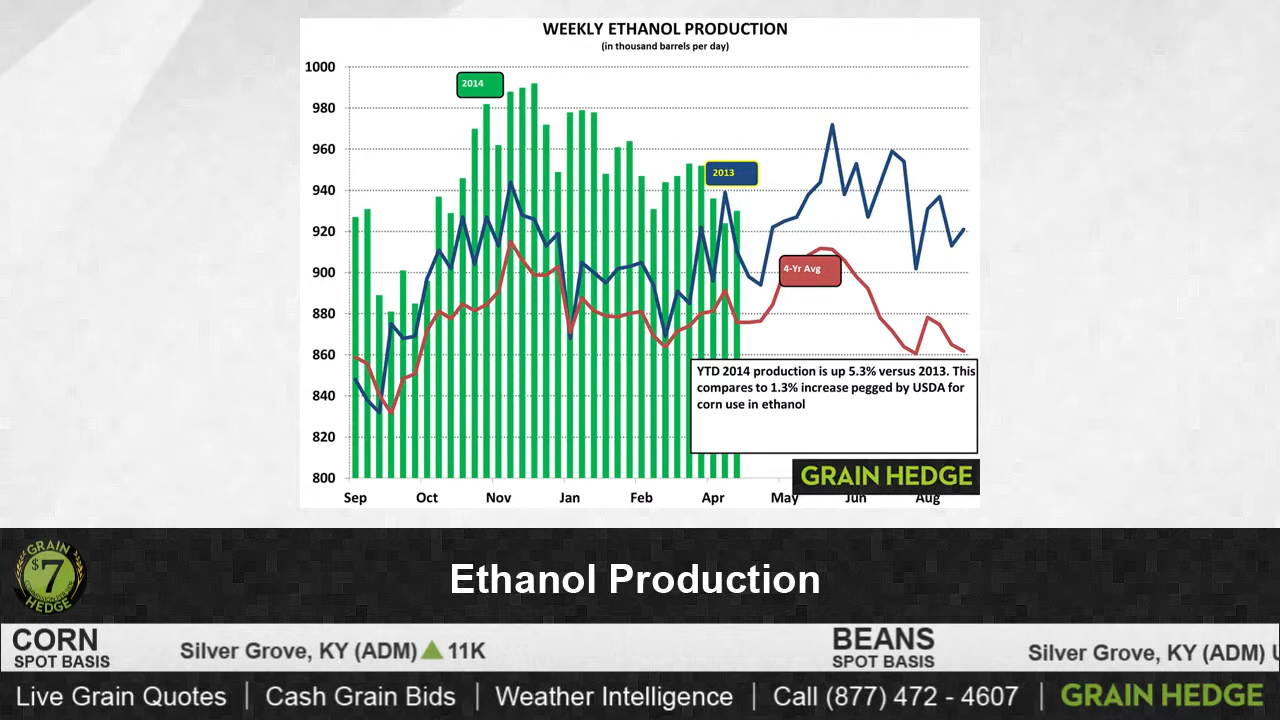 WEEKLY ETHANOL PRODUCTION
(in thousand barrels per day)
1000
980
960
940
920
900
880
860
840
820
800
2014
2013
4-Yr Avg
YTD 2014 production is up 5.3% versus 2013. This
compares to 1.3% increase pegged by USDA for
corn use in ethanol
GRAIN HEDGE
Sep Oct Nov Jan Feb Apr May Jun Aug
GRAIN
$7
HEDGE
Ethanol Production
CORN
SPOT BASIS
Silver Grove, KY (ADM) 11K
BEANS
SPOT BASIS
Silver Grove, KY (ADM)
Live Grain Quotes | Cash Grain Bids | Weather Intelligence | Call (877) 472 - 4607 | GRAIN HEDGE